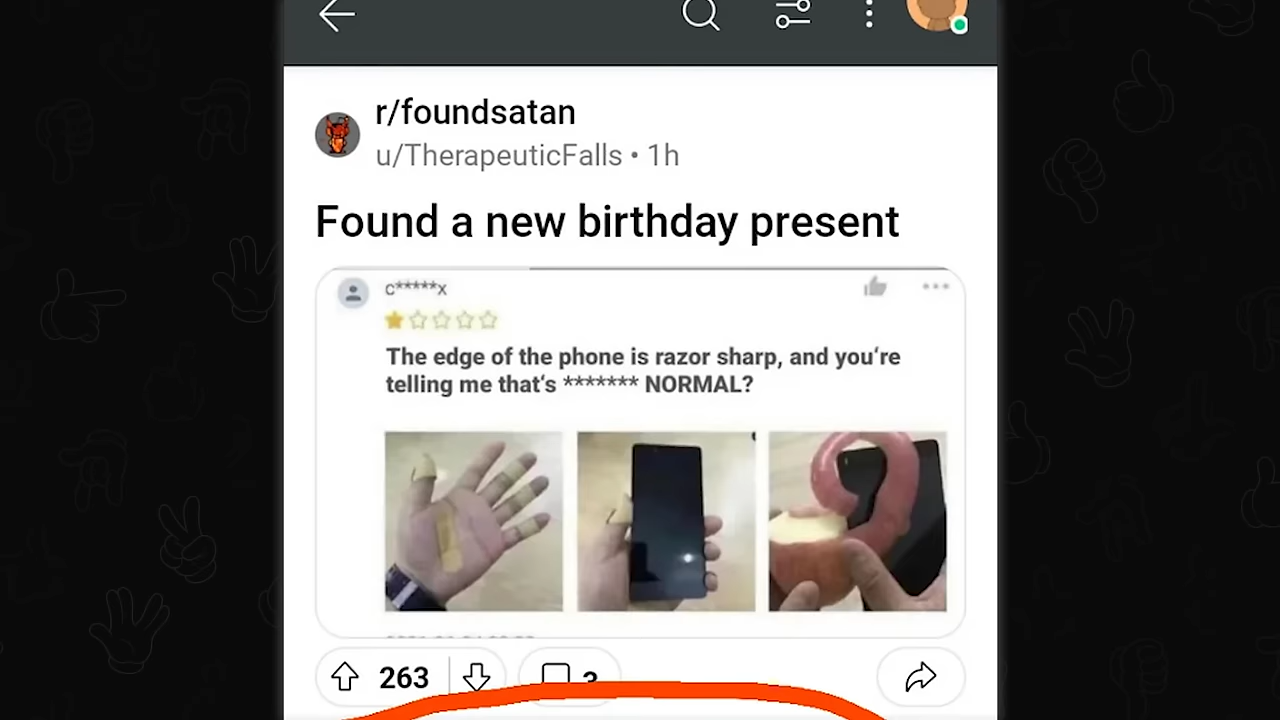 r/foundsatan
u/TherapeuticFalls • 1h
Found a new birthday present
c*****x
The edge of the phone is razor sharp, and you're
telling me that's ******* NORMAL?
263